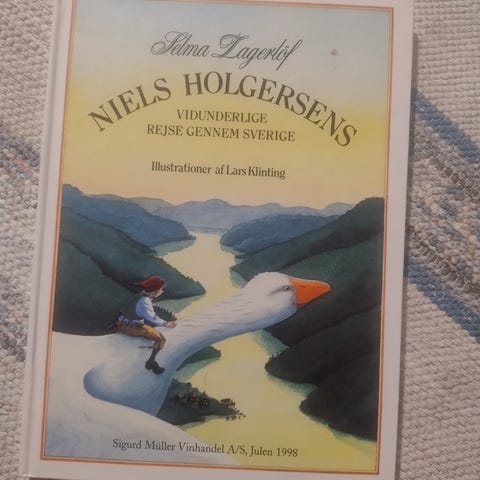 Selma Lagerlöf
NIELS HOLGERSENS
VIDUNDERLIGE
REJSE GENNEM SVERIGE
Illustrationer af Lars Klinting
Sigurd Müller Vinhandel A/S, Julen 1998